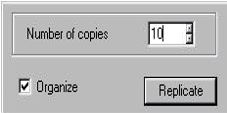 Number of copies 10
Organize
Replicate